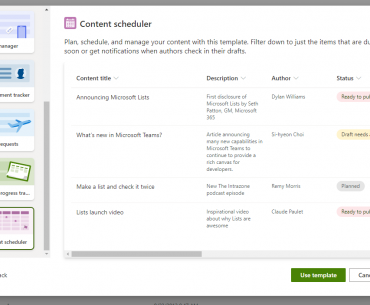 Content scheduler
Plan, schedule, and manage your content with this template. Filter down to just the items that are du
soon or get notifications when authors check in their drafts.
manager
ment tracker
equests
progress tra...
nt scheduler
Content title
Description
Author
Status
Announcing Microsoft Lists
First disclosure of
Microsoft Lists by Seth
Patton, GM, Microsoft
365
Dylan Williams
Ready to pu
What's new in Microsoft Teams?
Article announcing
many new capabilities in
Microsoft Teams to
continue to provide a
rich canvas for
developers.
Si-hyeon Choi
Draft needs
Make a list and check it twice
New The Intrazone
podcast episode
Remy Morris
Planned
Lists launch video
Inspirational video
about why Lists are
awesome
Claude Paulet
Ready to pu
ack
Use template
Canc